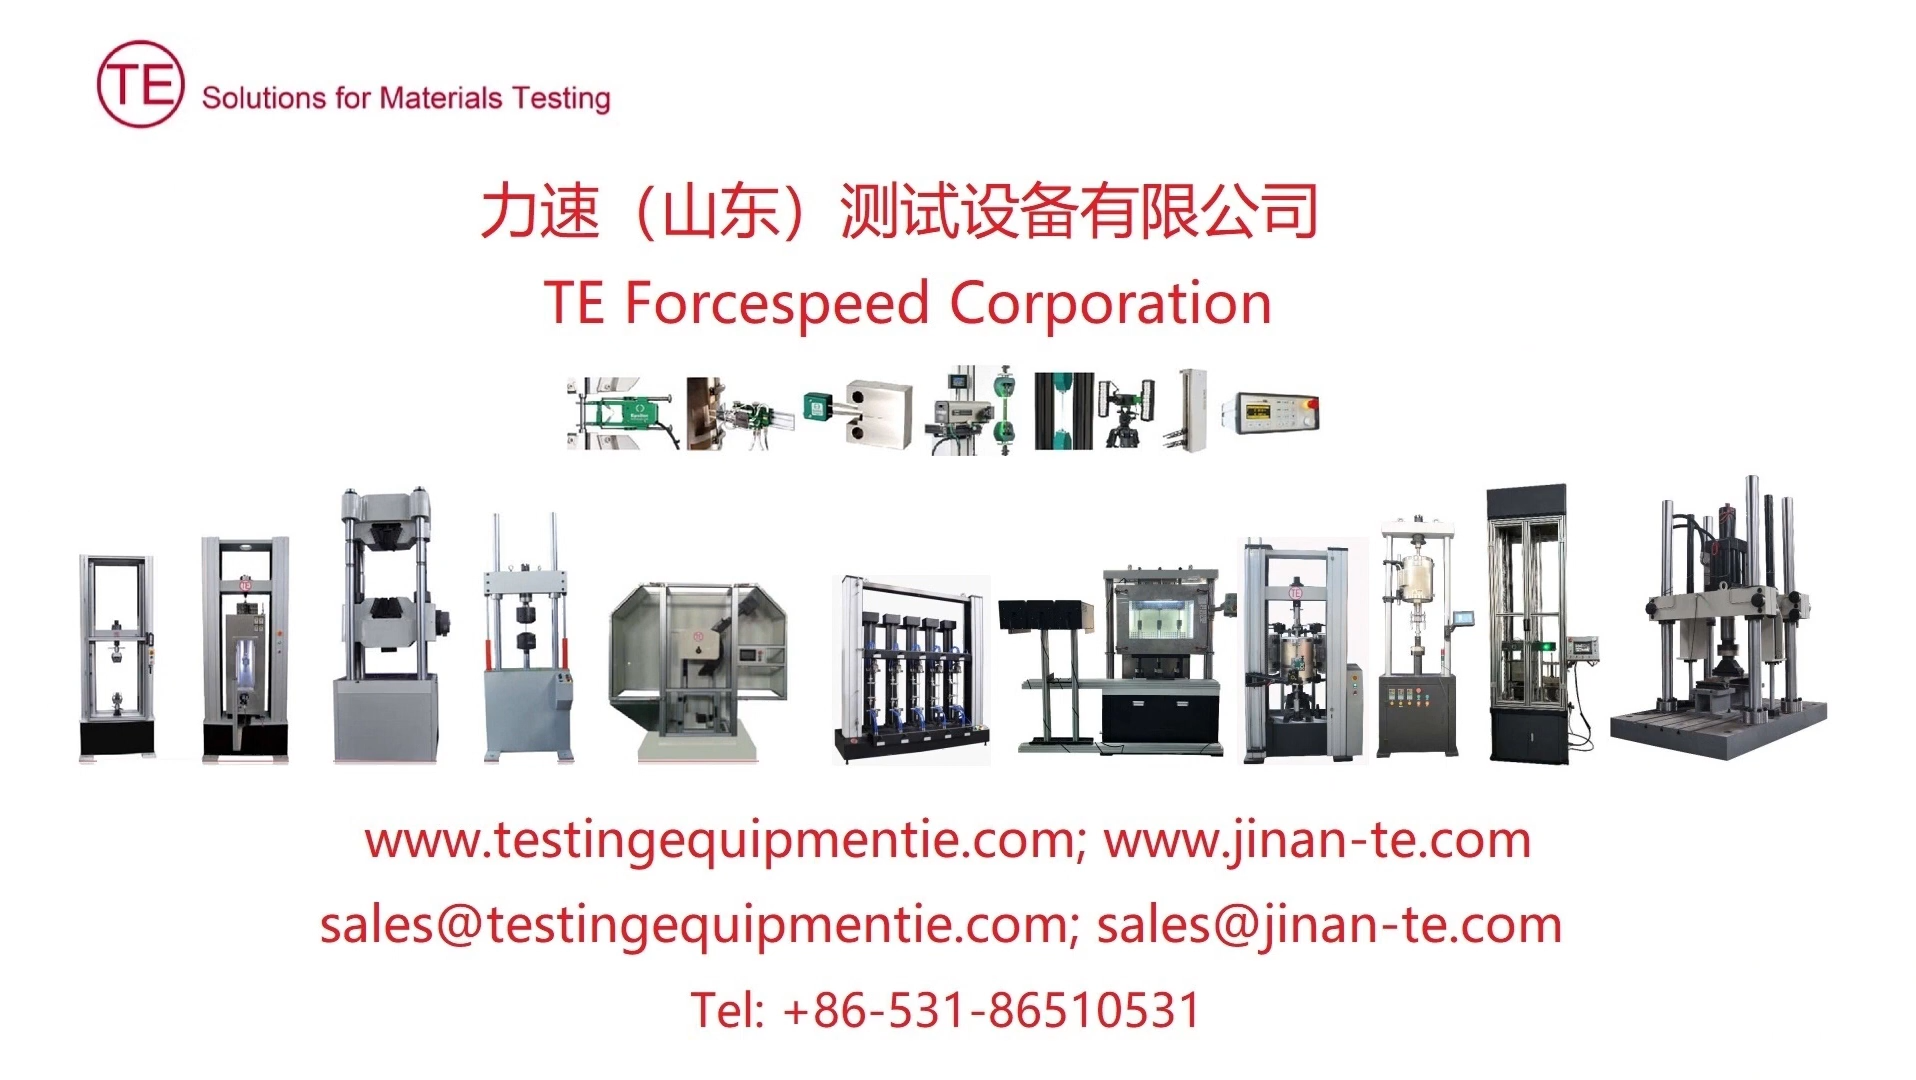 TE Solutions for Materials Testing
力速（山东）测试设备有限公司
TE Forcespeed Corporation
www.testingequipmentie.com; www.jinan-te.com
sales@testingequipmentie.com; sales@jinan-te.com
Tel: +86-531-86510531